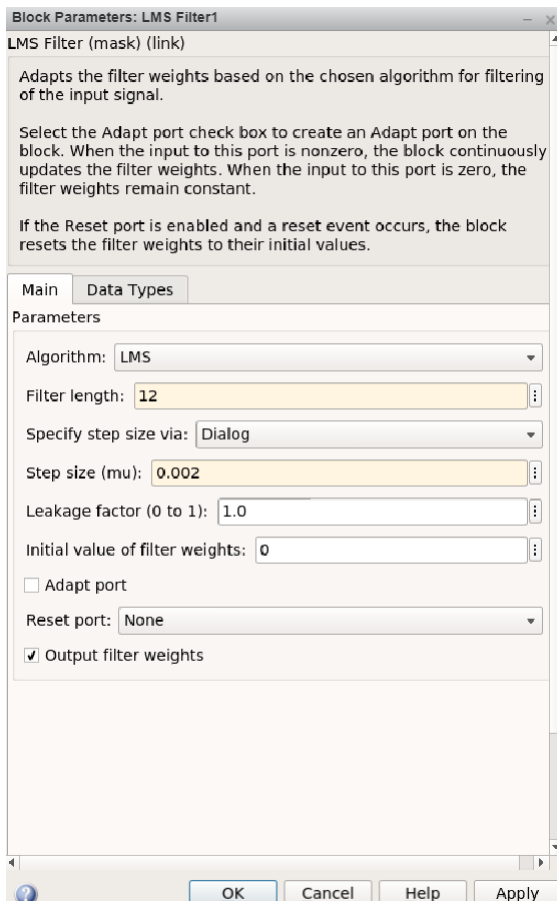 Block Parameters: LMS Filter1
LMS Filter (mask) (link)
Adapts the filter weights based on the chosen algorithm for filtering
of the input signal.
Select the Adapt port check box to create an Adapt port on the
block. When the input to this port is nonzero, the block continuously
updates the filter weights. When the input to this port is zero, the
filter weights remain constant.
If the Reset port is enabled and a reset event occurs, the block
resets the filter weights to their initial values.
Main Data Types
Parameters
Algorithm: LMS
Filter length: 12
Specify step size via: Dialog
Step size (mu): 0.002
Leakage factor (0 to 1): 1.0
Initial value of filter weights: 0
Adapt port
Reset port: None
Output filter weights
OK Cancel Help Apply